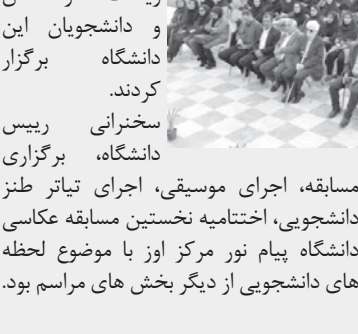 و دانشجویان این
دانشگاه برگزار
کردند.
سخنرانی رییس
دانشگاه، برگزاری
مسابقه، اجرای موسیقی، اجرای تیاتر طنز
دانشجویی، اختتامیه نخستین مسابقه عکاسی
دانشگاه پیام نور مرکز اوز با موضوع لحظه
های دانشجویی از دیگر بخش های مراسم بود.